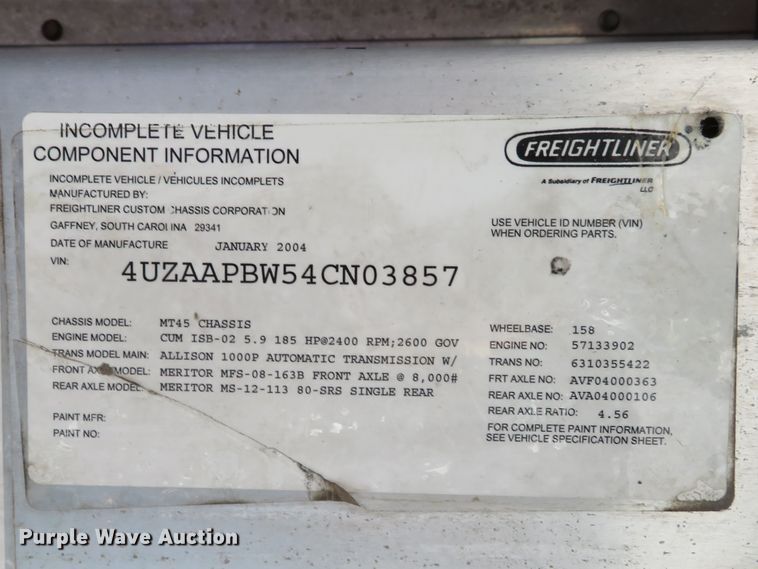 INCOMPLETE VEHICLE
COMPONENT INFORMATION
INCOMPLETE VEHICLE / VÉHICULES INCOMPLETS
MANUFACTURED BY:
FREIGHTLINER CUSTOM CHASSIS CORPORATION
GAFFNEY, SOUTH CAROLINA 29341
DATE OF MANUFACTURE JANUARY 2004
VIN:
4UZAAPBW54CN03857
FREIGHTLINER
A Subsidiary of FREIGHTLINER
LLC
USE VEHICLE ID NUMBER (VIN)
WHEN ORDERING PARTS.
CHASSIS MODEL: MT45 CHASSIS
ENGINE MODEL: CUM ISB-02 5.9 185 HP@2400 RPM;2600 GOV
TRANS MODEL MAIN: ALLISON 1000P AUTOMATIC TRANSMISSION W/
FRONT AXLE MODEL: MERITOR MFS-08-163B FRONT AXLE @ 8,000#
REAR AXLE MODEL: MERITOR MS-12-113 80-SRS SINGLE REAR
PAINT MFR:
PAINT NO:
WHEELBASE: 158
ENGINE NO: 57133902
TRANS NO: 6310355422
FRT AXLE NO: AVF04000363
REAR AXLE NO: AVA04000106
REAR AXLE RATIO: 4.56
FOR COMPLETE PAINT INFORMATION,
SEE VEHICLE SPECIFICATION SHEET.
Purple Wave Auction